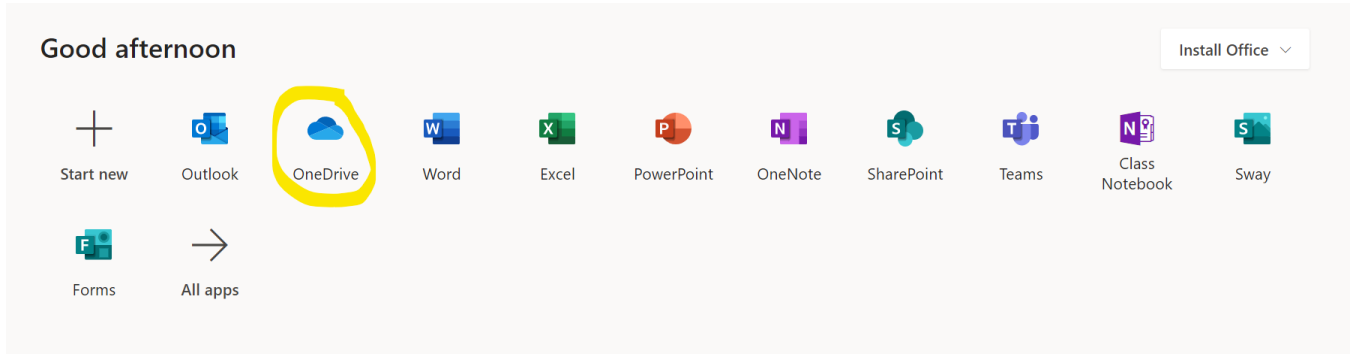 Good afternoon
Install Office
Start new
Outlook
OneDrive
Word
Excel
PowerPoint
OneNote
SharePoint
Teams
Class
Notebook
Sway
Forms
All apps